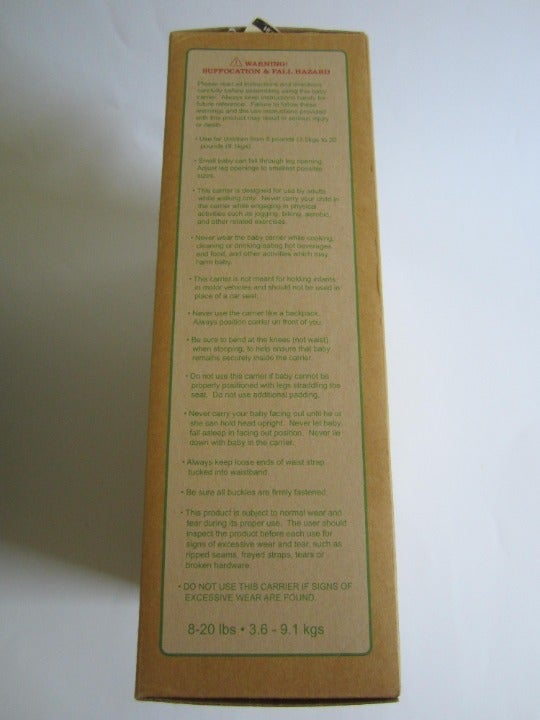 ⚠ WARNING:
SUFFOCATION & FALL HAZARD
Please read all instructions and directions
carefully before assembling using this baby
carrier. Always keep instructions handy for
future reference. Failure to follow these
warnings and the use instructions provided
with this product may result in serious injury
or death.
• Use for children from 8 pounds (3.6kgs to 20
pounds (9.1kgs).
• Small baby can fall through leg opening.
Adjust leg openings to smallest possible
sizes.
• This carrier is designed for use by adults
while walking only. Never carry your child in
the carrier while engaging in physical
activities such as jogging, biking, aerobic,
and other related exercises.
• Never wear the baby carrier while cooking,
cleaning or drinking/eating hot beverages
and food, and other activities which may
harm baby.
• This carrier is not meant for holding infants
in motor vehicles and should not be used in
place of a car seat.
• Never use the carrier like a backpack.
Always position carrier on front of you.
• Be sure to bend at the knees (not waist),
when stooping, to help ensure that baby
remains securely inside the carrier.
• Do not use this carrier if baby cannot be
properly positioned with legs straddling the
seat. Do not use additional padding.
• Never carry your baby facing out until he or
she can hold head upright. Never let baby
fall asleep in facing out position. Never lie
down with baby in the carrier.
• Always keep loose ends of waist strap
tucked into waistband.
• Be sure all buckles are firmly fastened.
• This product is subject to normal wear and
tear during its proper use. The user should
inspect the product before each use for
signs of excessive wear and tear, such as
ripped seams, frayed straps, tears or
broken hardware.
• DO NOT USE THIS CARRIER IF SIGNS OF
EXCESSIVE WEAR ARE FOUND.
8-20 lbs • 3.6 - 9.1 kgs